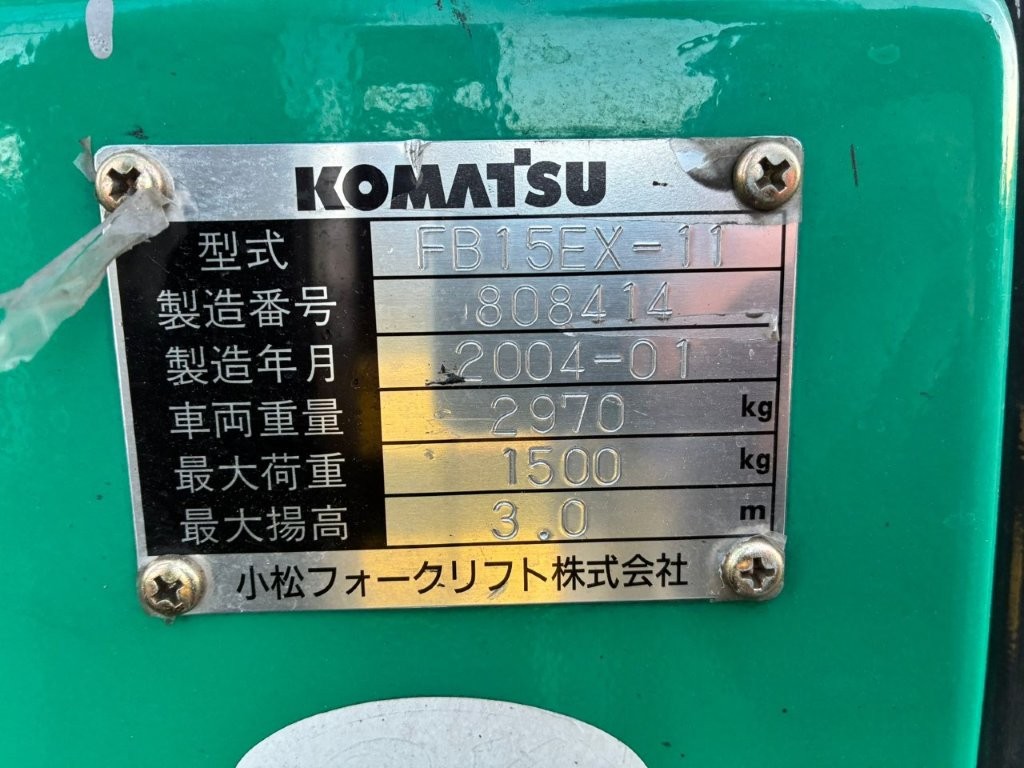 KOMATSU
型式 FB15EX-11
製造番号 808414
製造年月 2004-01
車両重量 2970 kg
最大荷重 1500 kg
最大揚高 3.0 m
小松フォークリフト株式会社